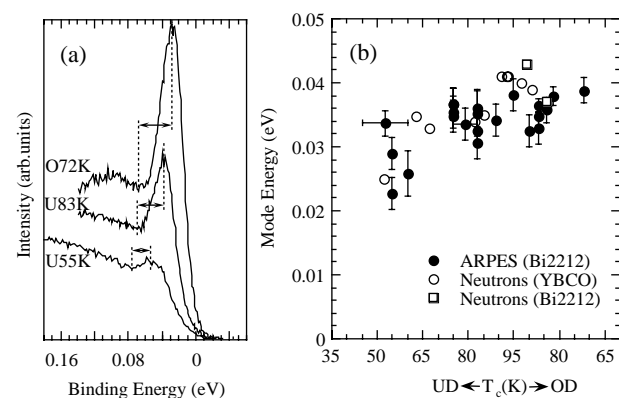 (a)
Intensity (arb.units)
O72K
U83K
U55K
0.16 0.08 0
Binding Energy (eV)
(b)
Mode Energy (eV)
0.05
0.04
0.03
0.02
0.01
0
ARPES (Bi2212)
Neutrons (YBCO)
Neutrons (Bi2212)
35 50 65 80 95 80 65
UD ← Tc(K) → OD